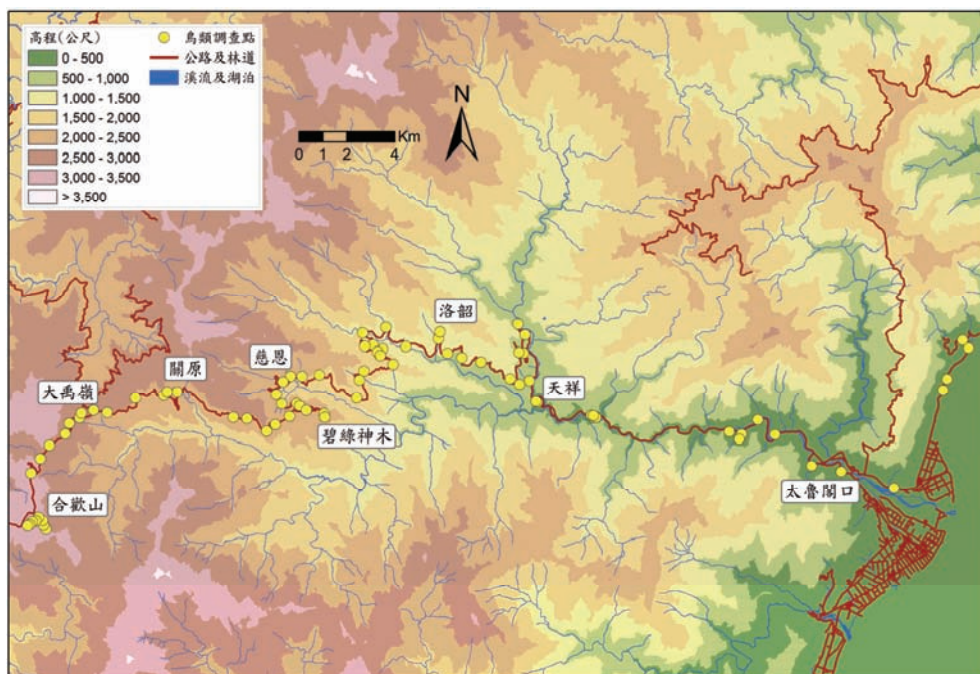 高程(公尺)
0 - 500
500 - 1,000
1,000 - 1,500
1,500 - 2,000
2,000 - 2,500
2,500 - 3,000
3,000 - 3,500
> 3,500
鳥類調查點
公路及林道
溪流及湖泊
N
0 1 2 4 Km
洛韶
慈恩
關原
大禹嶺
天祥
碧綠神木
太魯閣口
合歡山